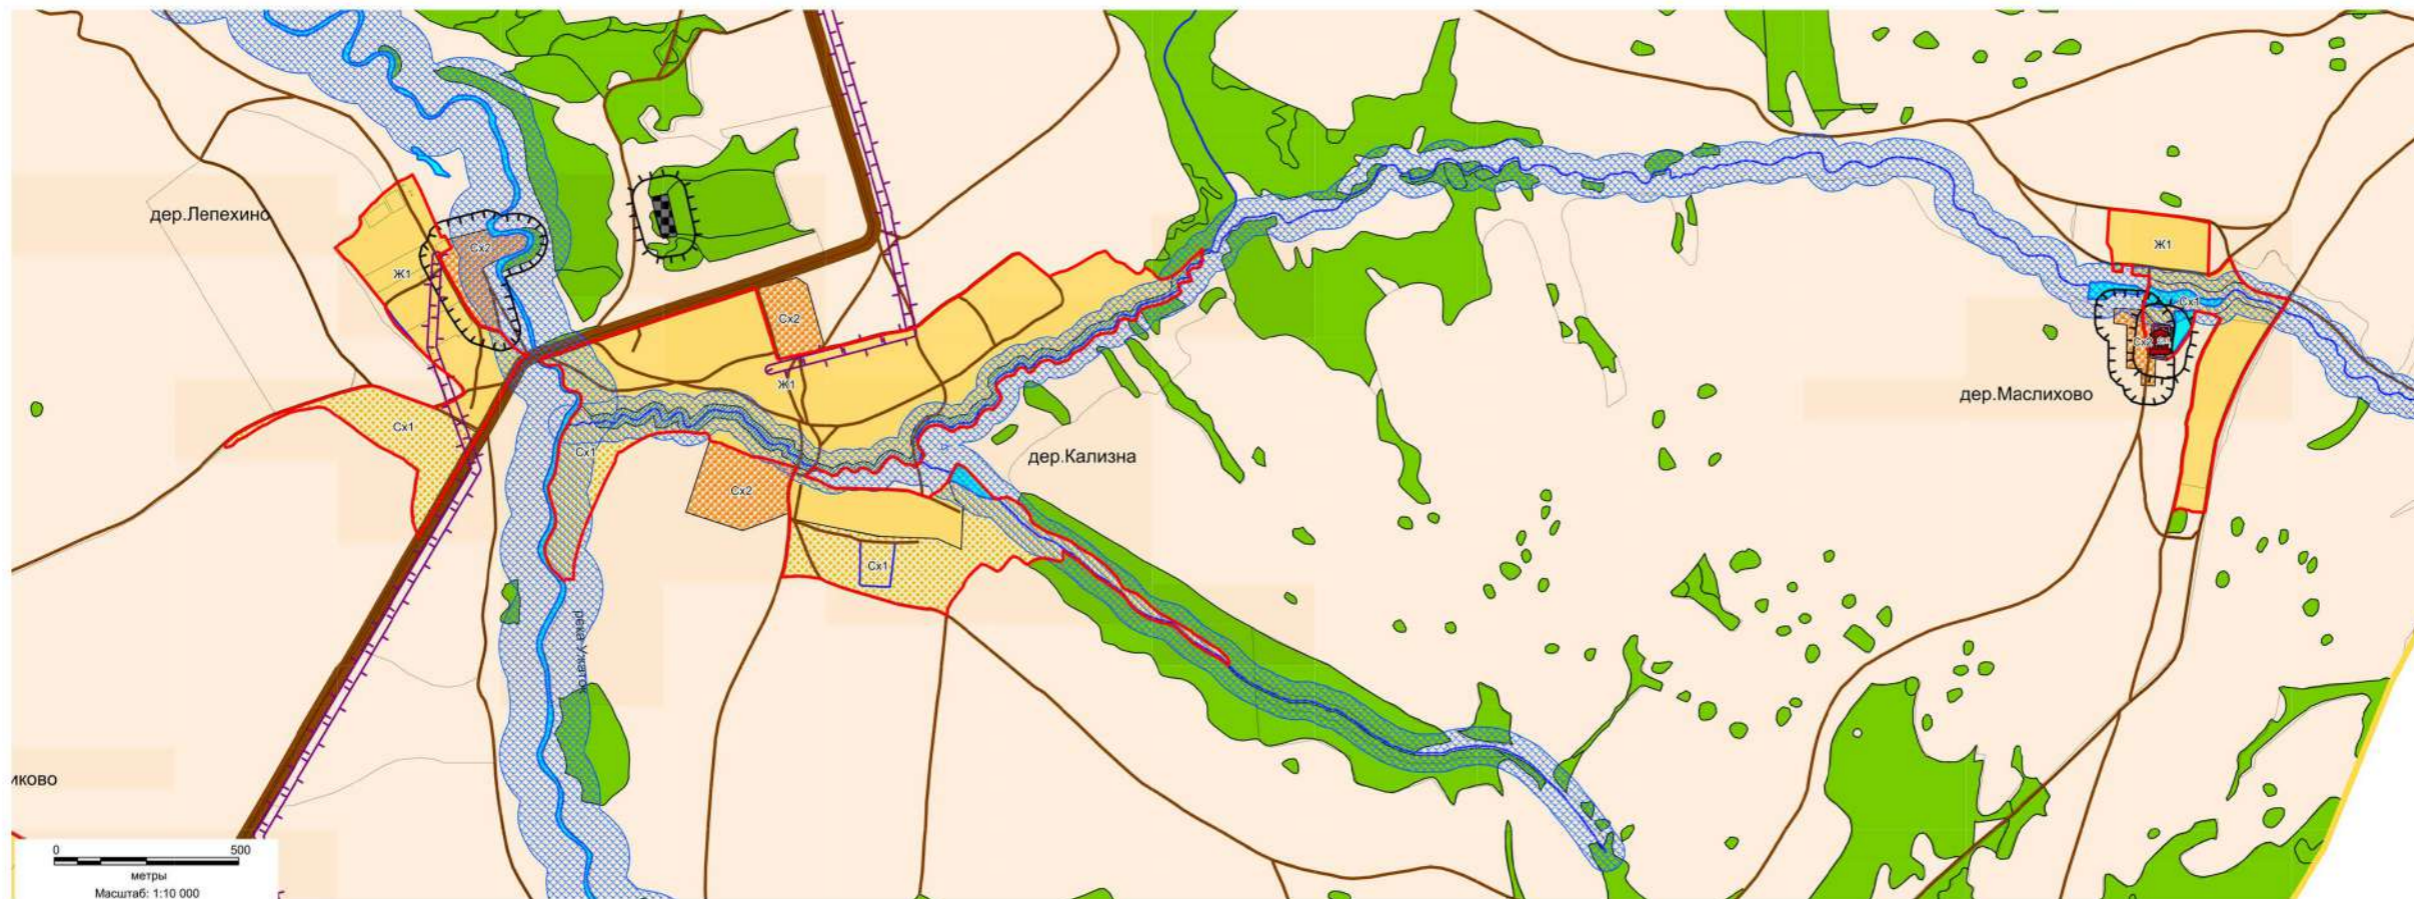 дер.Лепехино
Сх2
Ж1
Сх2
Ж1
Сх1
Сх1
Сх2
дер.Кализна
Сх1
река Ужаток
Ж1
Сх1
Сх2
дер.Маслихово
иково
0 500
метры
Масштаб: 1:10 000